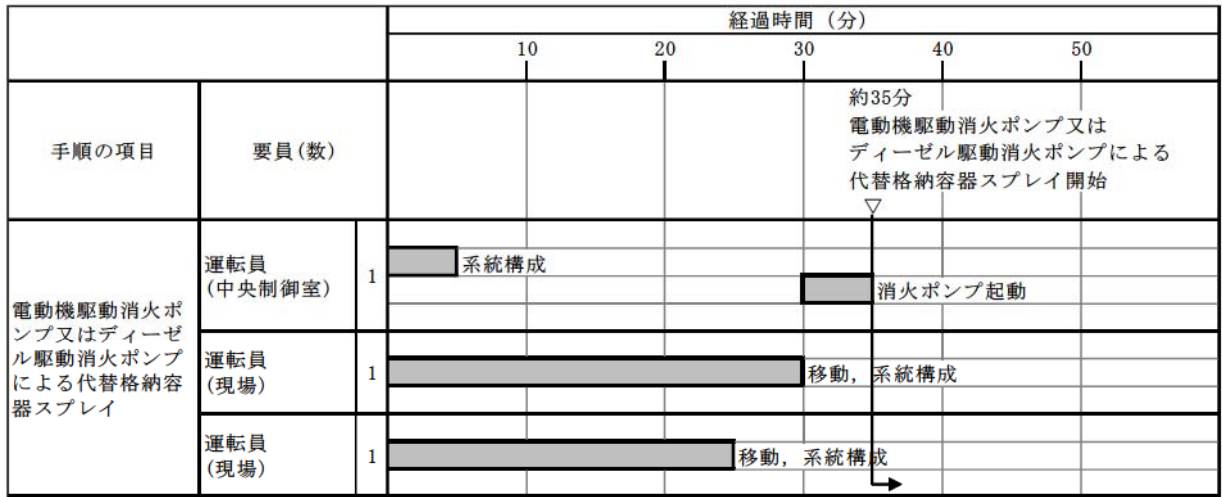 経過時間（分）
10 20 30 40 50
手順の項目
要員(数)
約35分
電動機駆動消火ポンプ又は
ディーゼル駆動消火ポンプによる
代替格納容器スプレイ開始
▽
電動機駆動消火ポ
ンプ又はディーゼ
ル駆動消火ポンプ
による代替格納容
器スプレイ
運転員
(中央制御室)
1
系統構成
消火ポンプ起動
運転員
(現場)
1
移動，系統構成
運転員
(現場)
1
移動，系統構成